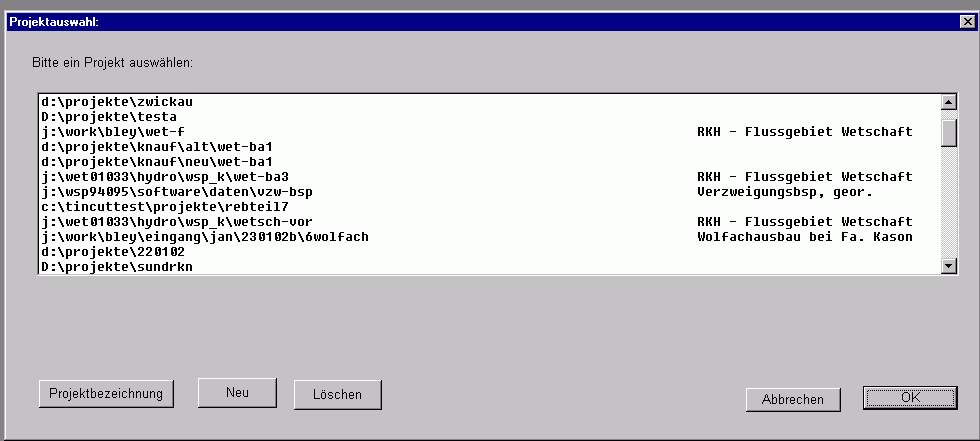 Projektauswahl:
Bitte ein Projekt auswählen:
d:\projekte\zwickau
D:\projekte\testa
j:\work\bley\wet-f RKH - Flussgebiet Wetschaft
d:\projekte\knauf\alt\wet-ba1
d:\projekte\knauf\neu\wet-ba1
j:\wet01033\hydro\wsp_k\wet-ba3 RKH - Flussgebiet Wetschaft
j:\wsp94095\software\daten\vzw-bsp Verzweigungsbsp, geor.
c:\tincuttest\projekte\rebteil7
j:\wet01033\hydro\wsp_k\wetsch-vor RKH - Flussgebiet Wetschaft
j:\work\bley\eingang\jan\230102b\6wolfach Wolfachausbau bei Fa. Kason
d:\projekte\220102
D:\projekte\sundrkn
Projektbezeichnung Neu Löschen Abbrechen OK